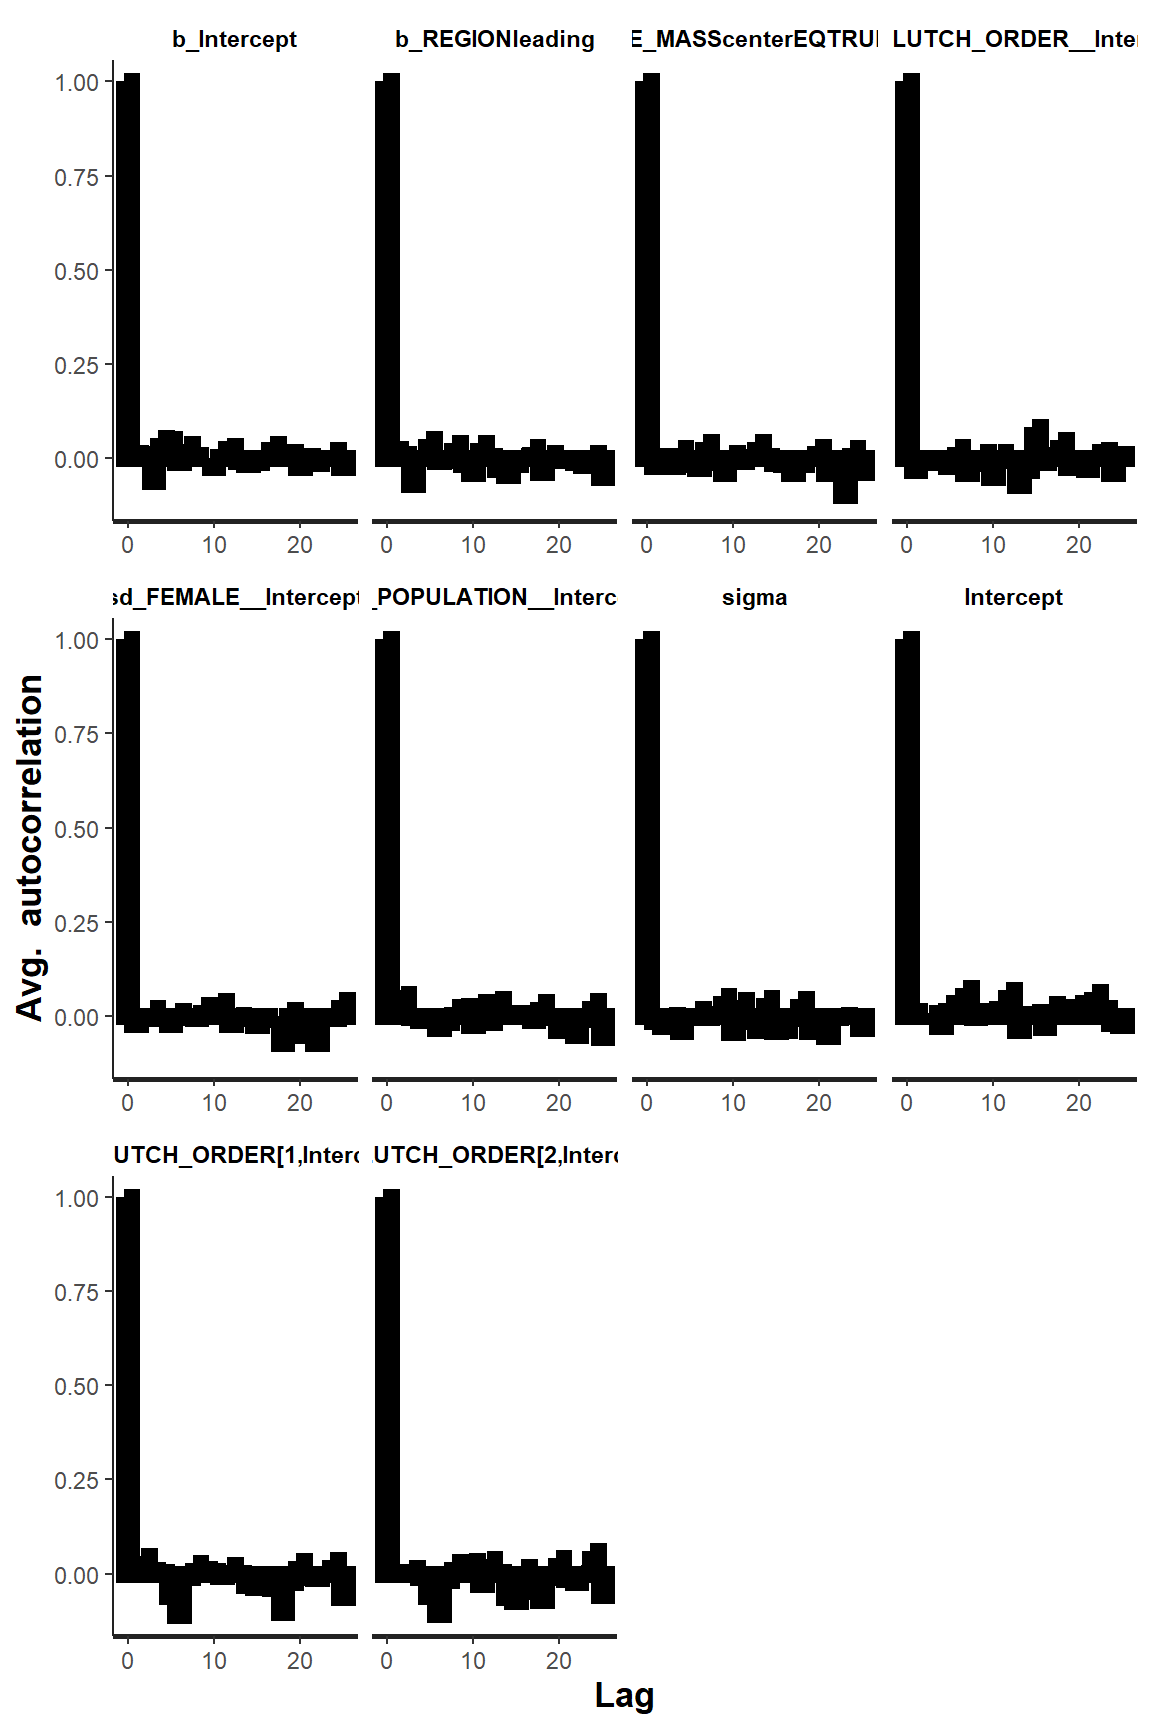 b_Intercept b_REGIONleading E_MASScenterEQTRUI LUTCH_ORDER__Inter
1.00
0.75
0.50
0.25
0.00
0 10 20 0 10 20 0 10 20 0 10 20
sd_FEMALE__Intercept _POPULATION__Interc sigma Intercept
1.00
0.75
0.50
0.25
0.00
0 10 20 0 10 20 0 10 20 0 10 20
Avg. autocorrelation
UTCH_ORDER[1,Interc LUTCH_ORDER[2,Interc
1.00
0.75
0.50
0.25
0.00
0 10 20 0 10 20
Lag